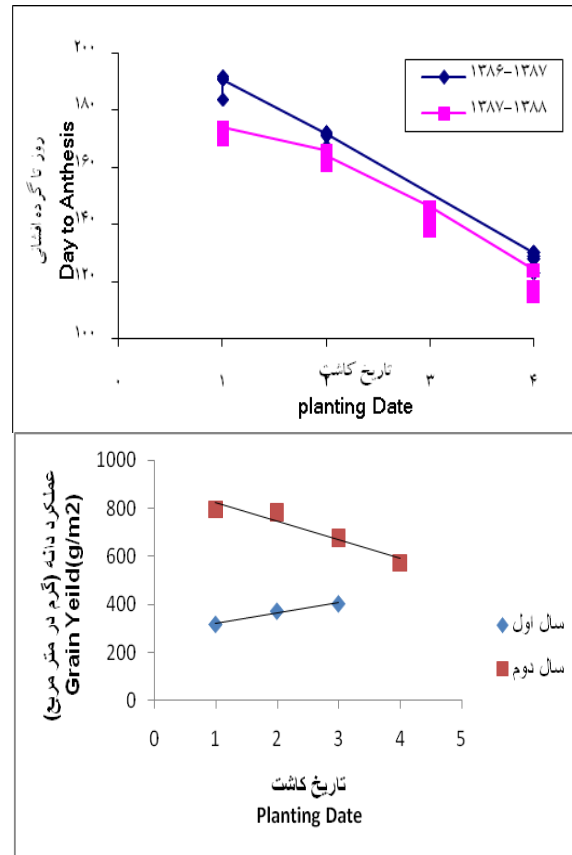 ۲۰۰
۱۸۰
۱۶۰
۱۴۰
۱۲۰
۱۰۰
روز تا گرده افشانی
Day to Anthesis
۱۳۸۶-۱۳۸۷
۱۳۸۷-۱۳۸۸
۰ ۱ ۲ ۳ ۴
تاریخ کاشت
planting Date
1000
800
600
400
200
0
عملکرد دانه (گرم در متر مربع)
Grain Yeild(g/m2)
سال اول
سال دوم
0 1 2 3 4 5
تاریخ کاشت
Planting Date